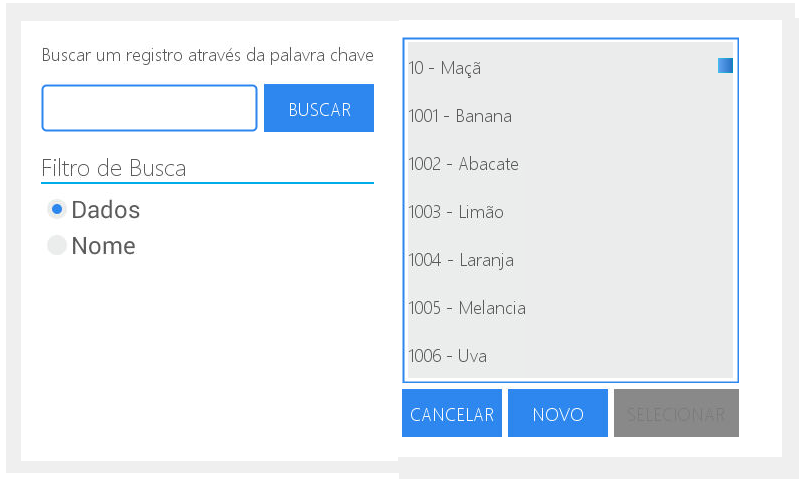 Buscar um registro através da palavra chave
BUSCAR
Filtro de Busca
Dados
Nome
10 - Maçã
1001 - Banana
1002 - Abacate
1003 - Limão
1004 - Laranja
1005 - Melancia
1006 - Uva
CANCELAR
NOVO
SELECIONAR